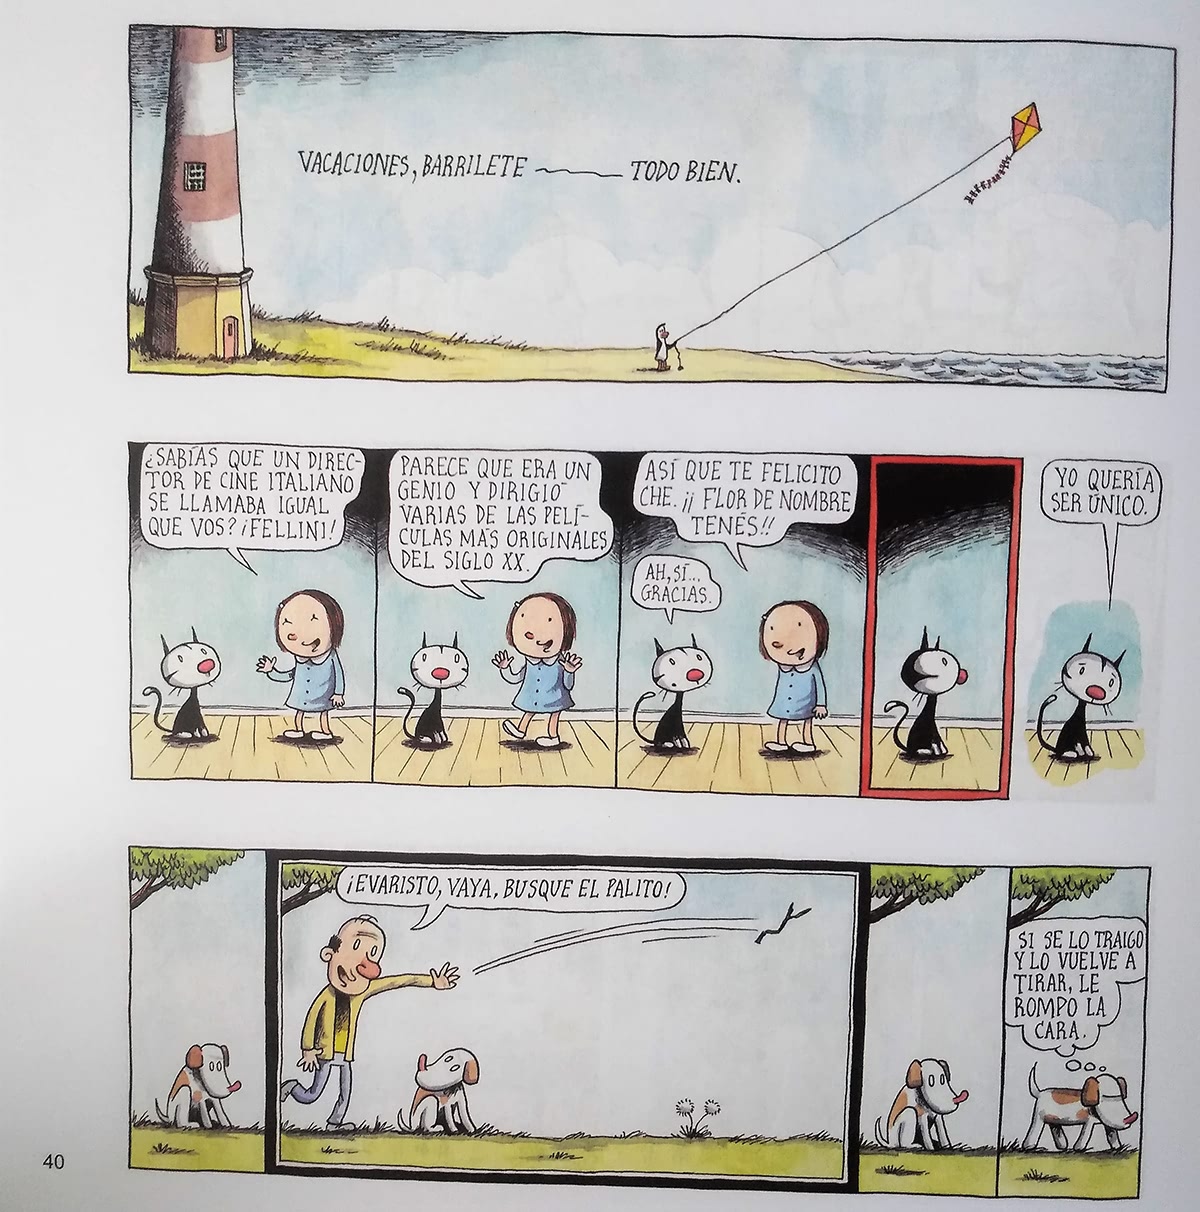 VACACIONES, BARRILETE TODO BIEN.
¿SABÍAS QUE UN DIREC-
TOR DE CINE ITALIANO
SE LLAMABA IGUAL
QUE VOS? ¡FELLINI!
PARECE QUE ERA UN
GENIO Y DIRIGIÓ
VARIAS DE LAS PELÍ-
CULAS MÁS ORIGINALES
DEL SIGLO XX.
ASÍ QUE TE FELICITO
CHE. ¡¡ FLOR DE NOMBRE
TENÉS!!
AH, SÍ...
GRACIAS.
YO QUERÍA
SER ÚNICO.
¡EVARISTO, VAYA, BUSQUE EL PALITO!
SI SE LO TRAIGO
Y LO VUELVE A
TIRAR, LE
ROMPO LA
CARA.
40